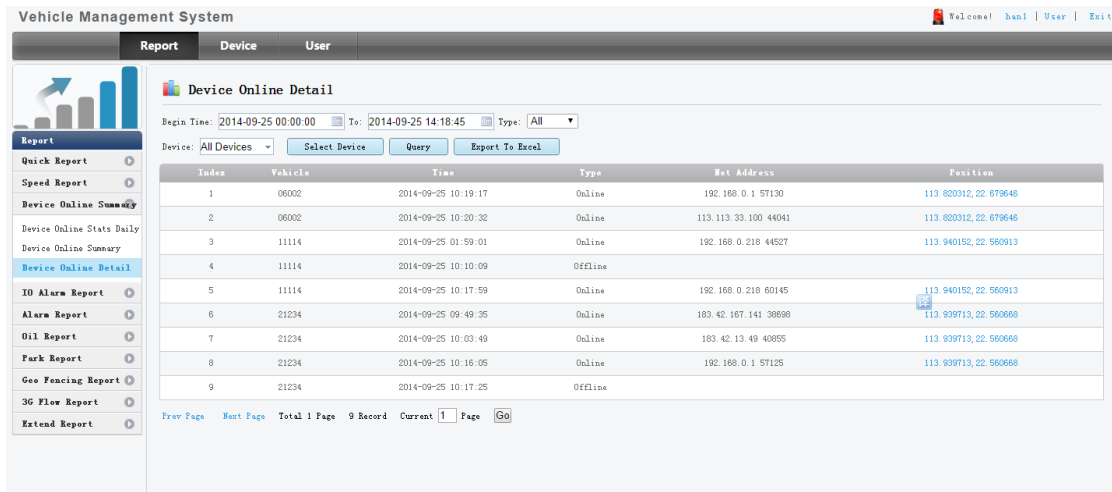 Vehicle Management System
Welcome! han1 | User | Exit
Report Device User
Device Online Detail
Begin Time: 2014-09-25 00:00:00 To: 2014-09-25 14:18:45 Type: All
Report
Device: All Devices Select Device Query Export To Excel
Quick Report
Speed Report
Device Online Summary
Device Online Stats Daily
Device Online Summary
Device Online Detail
IO Alarm Report
Alarm Report
Oil Report
Park Report
Geo Fencing Report
3G Flow Report
Extend Report
Index Vehicle Time Type Net Address Position
1 06002 2014-09-25 10:19:17 Online 192.168.0.1 57130 113.820312,22.679646
2 06002 2014-09-25 10:20:32 Online 113.113.33.100 44041 113.820312,22.679646
3 11114 2014-09-25 01:59:01 Online 192.168.0.218 44527 113.940152,22.560913
4 11114 2014-09-25 10:10:09 Offline
5 11114 2014-09-25 10:17:59 Online 192.168.0.218 60145 113.940152,22.560913
译
6 21234 2014-09-25 09:49:35 Online 183.42.167.141 38698 113.939713,22.560668
7 21234 2014-09-25 10:03:49 Online 183.42.13.49 40855 113.939713,22.560668
8 21234 2014-09-25 10:16:05 Online 192.168.0.1 57125 113.939713,22.560668
9 21234 2014-09-25 10:17:25 Offline
Prev Page Next Page Total 1 Page 9 Record Current 1 Page Go